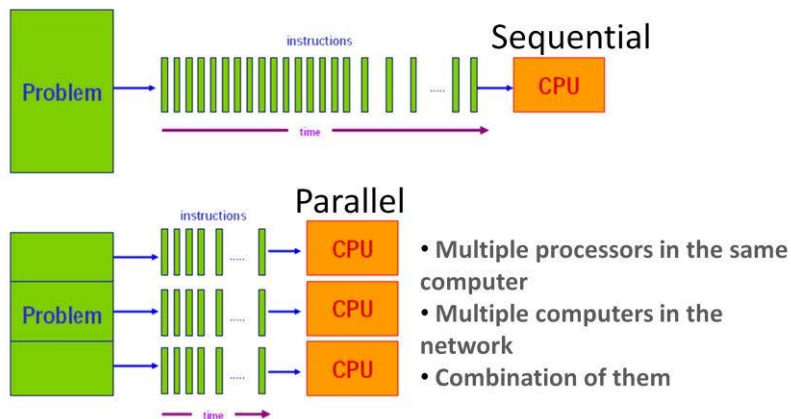 Sequential
instructions
Problem
.....
CPU
time
Parallel
instructions
.....
CPU
Problem
.....
CPU
.....
CPU
time
• Multiple processors in the same
computer
• Multiple computers in the
network
• Combination of them